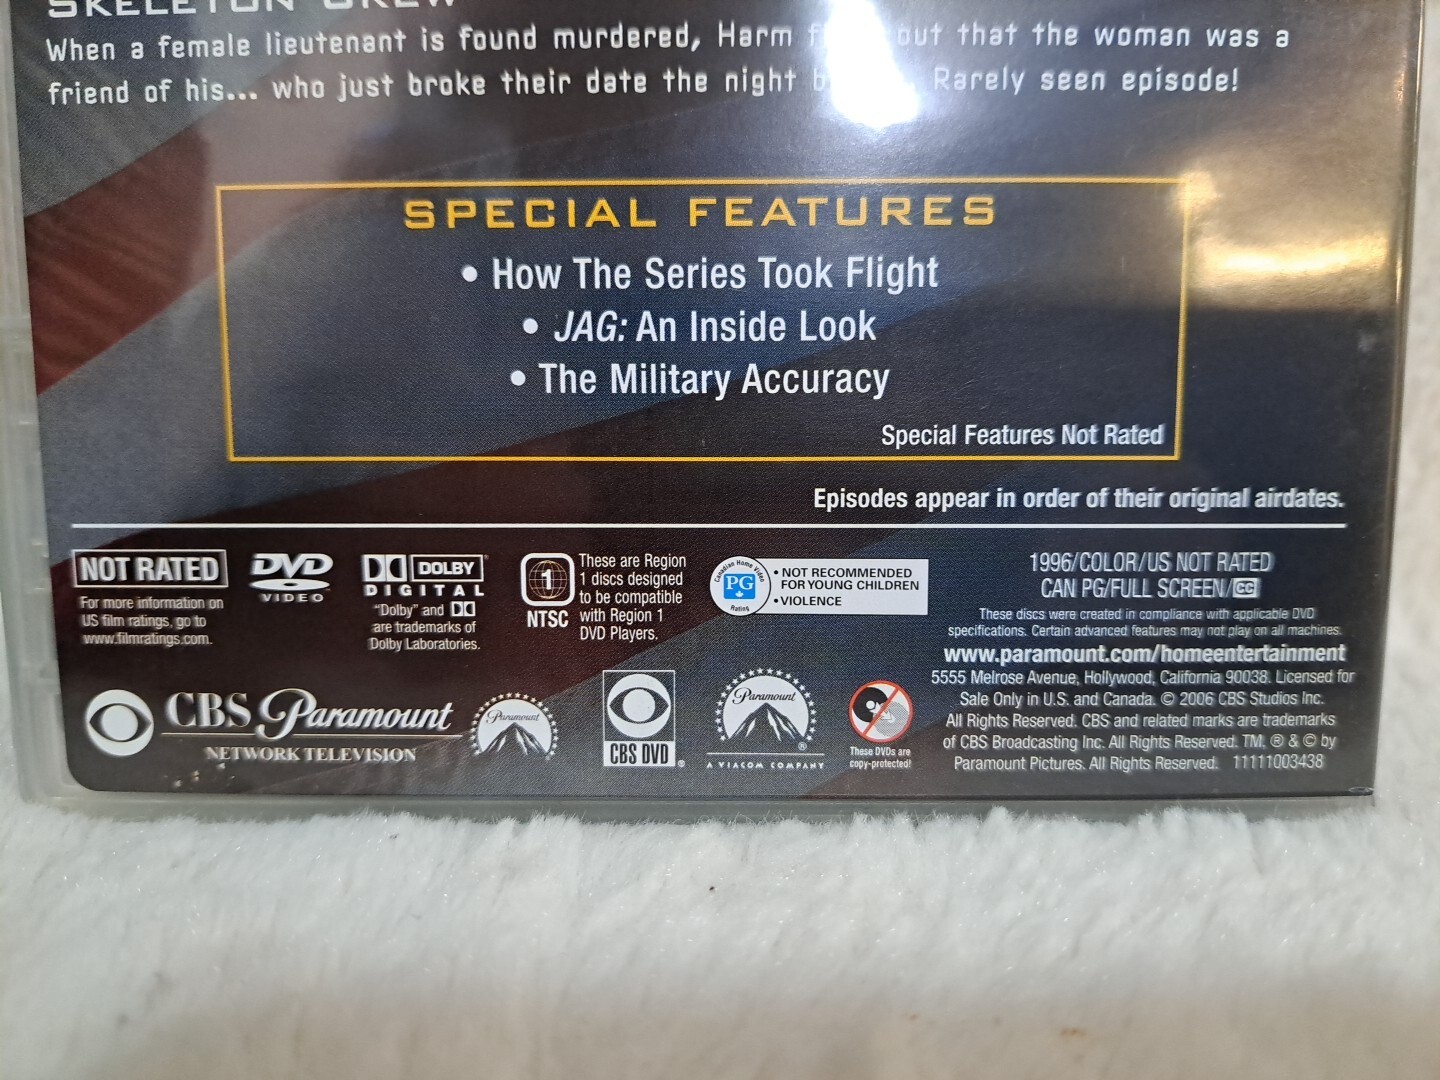 SKELETON CREW
When a female lieutenant is found murdered, Harm out that the woman was a
friend of his... who just broke their date the night Rarely seen episode!
SPECIAL FEATURES
• How The Series Took Flight
• JAG: An Inside Look
• The Military Accuracy
Special Features Not Rated
Episodes appear in order of their original airdates.
NOT RATED
For more information on
US film ratings, go to
www.filmratings.com.
DVD
VIDEO
DOLBY
DIGITAL
"Dolby" and
are trademarks of
Dolby Laboratories.
1
NTSC
These are Region
1 discs designed
to be compatible
with Region 1
DVD Players.
Canadian Home Video
PG
Rating
• NOT RECOMMENDED
FOR YOUNG CHILDREN
• VIOLENCE
1996/COLOR/US NOT RATED
CAN PG/FULL SCREEN/CC
These discs were created in compliance with applicable DVD
specifications. Certain advanced features may not play on all machines.
www.paramount.com/homeentertainment
5555 Melrose Avenue, Hollywood, California 90038. Licensed for
Sale Only in U.S. and Canada. © 2006 CBS Studios Inc.
All Rights Reserved. CBS and related marks are trademarks
of CBS Broadcasting Inc. All Rights Reserved. TM, ® & © by
Paramount Pictures. All Rights Reserved. 11111003438
CBS Paramount
NETWORK TELEVISION
Paramount
CBS DVD
®
Paramount
®
A VIACOM COMPANY
These DVDs are
copy-protected!